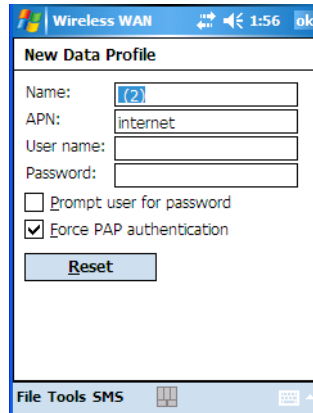 Wireless WAN 1:56 ok
New Data Profile
Name: (2)
APN: internet
User name:
Password:
Prompt user for password
Force PAP authentication
Reset
File Tools SMS